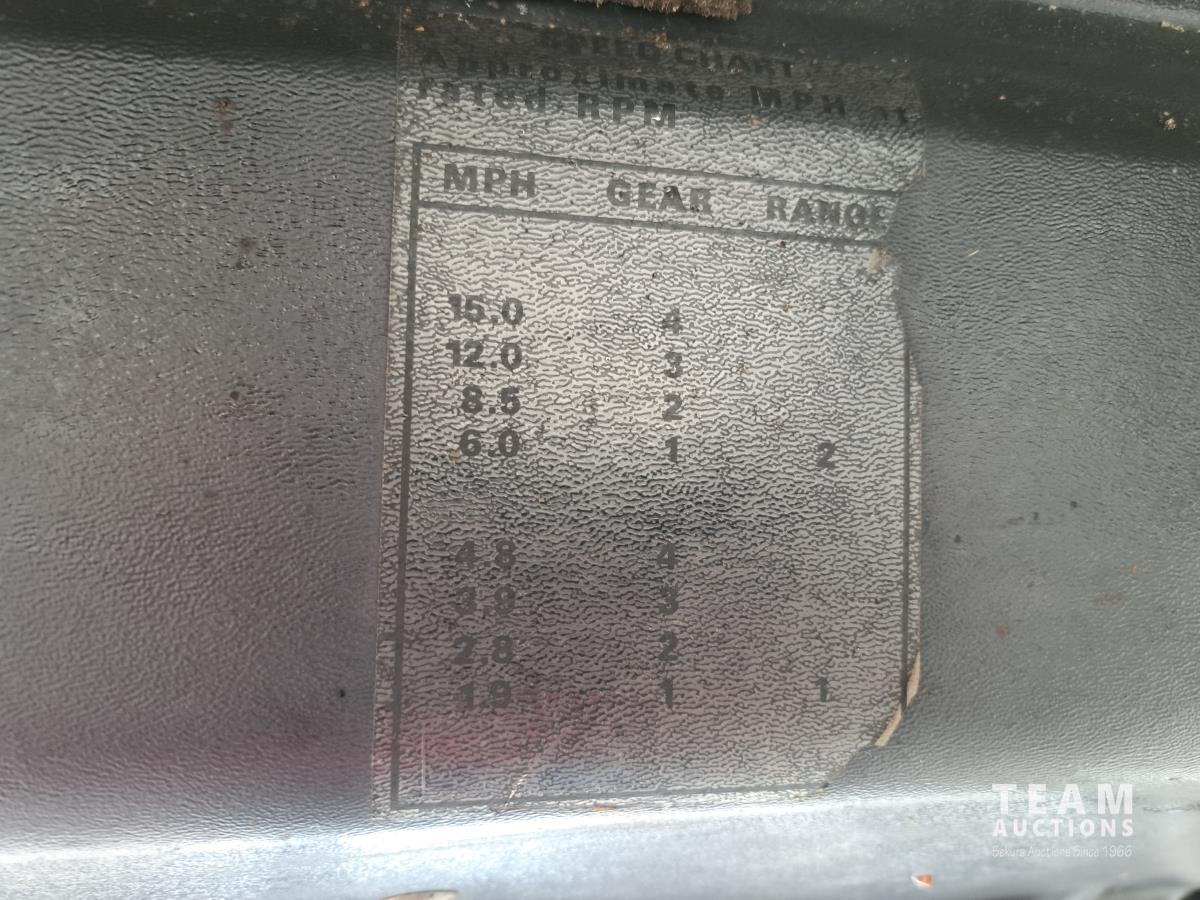 SPEED CHART
Approximate MPH at
rated RPM
MPH GEAR RANGE
15.0 4
12.0 3
8.5 2
6.0 1 2
4.8 4
3.9 3
2.8 2
1.9 1 1
TEAM
AUCTIONS
Sekura Auctions Since 1966